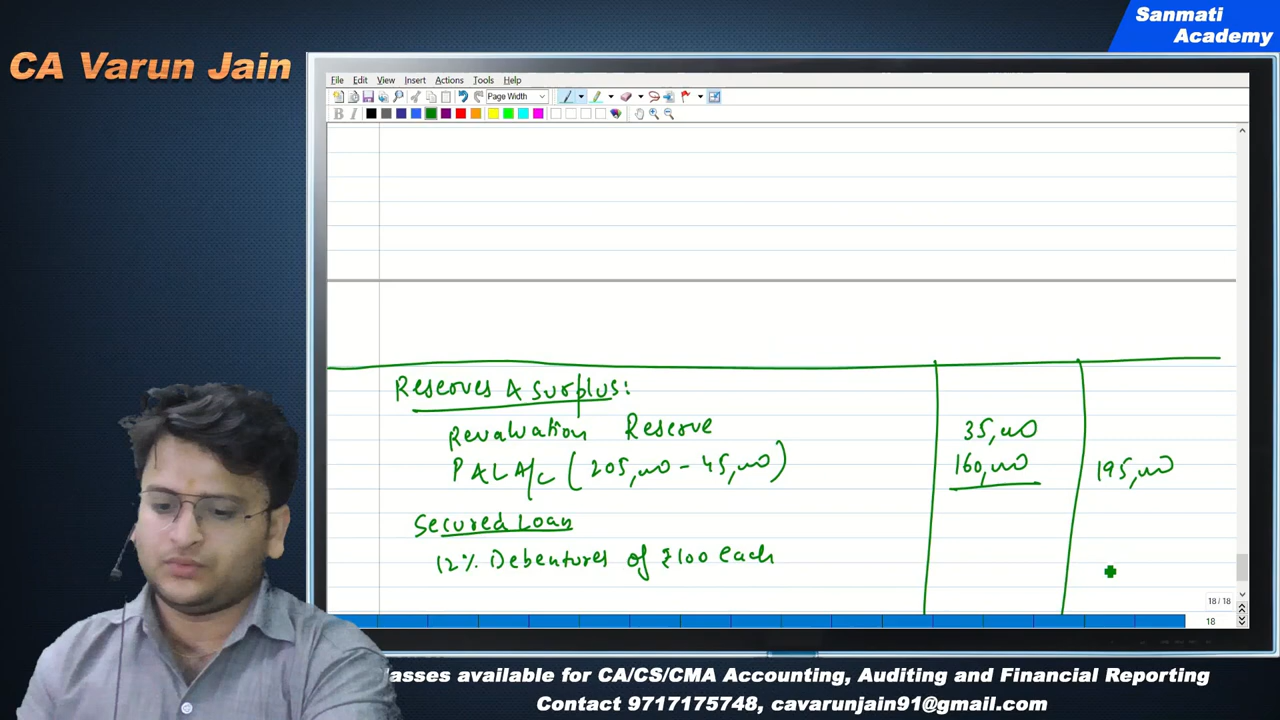 Sanmati
Academy
CA Varun Jain
File Edit View Insert Actions Tools Help
Page Width
B I
Reserves & Surplus:
Revaluation Reserve 35,000
P&L A/c (205,000 - 45,000) 160,000 195,000
Secured Loan
12% Debentures of ₹100 each
18/18
18
classes available for CA/CS/CMA Accounting, Auditing and Financial Reporting
Contact 9717175748, cavarunjain91@gmail.com